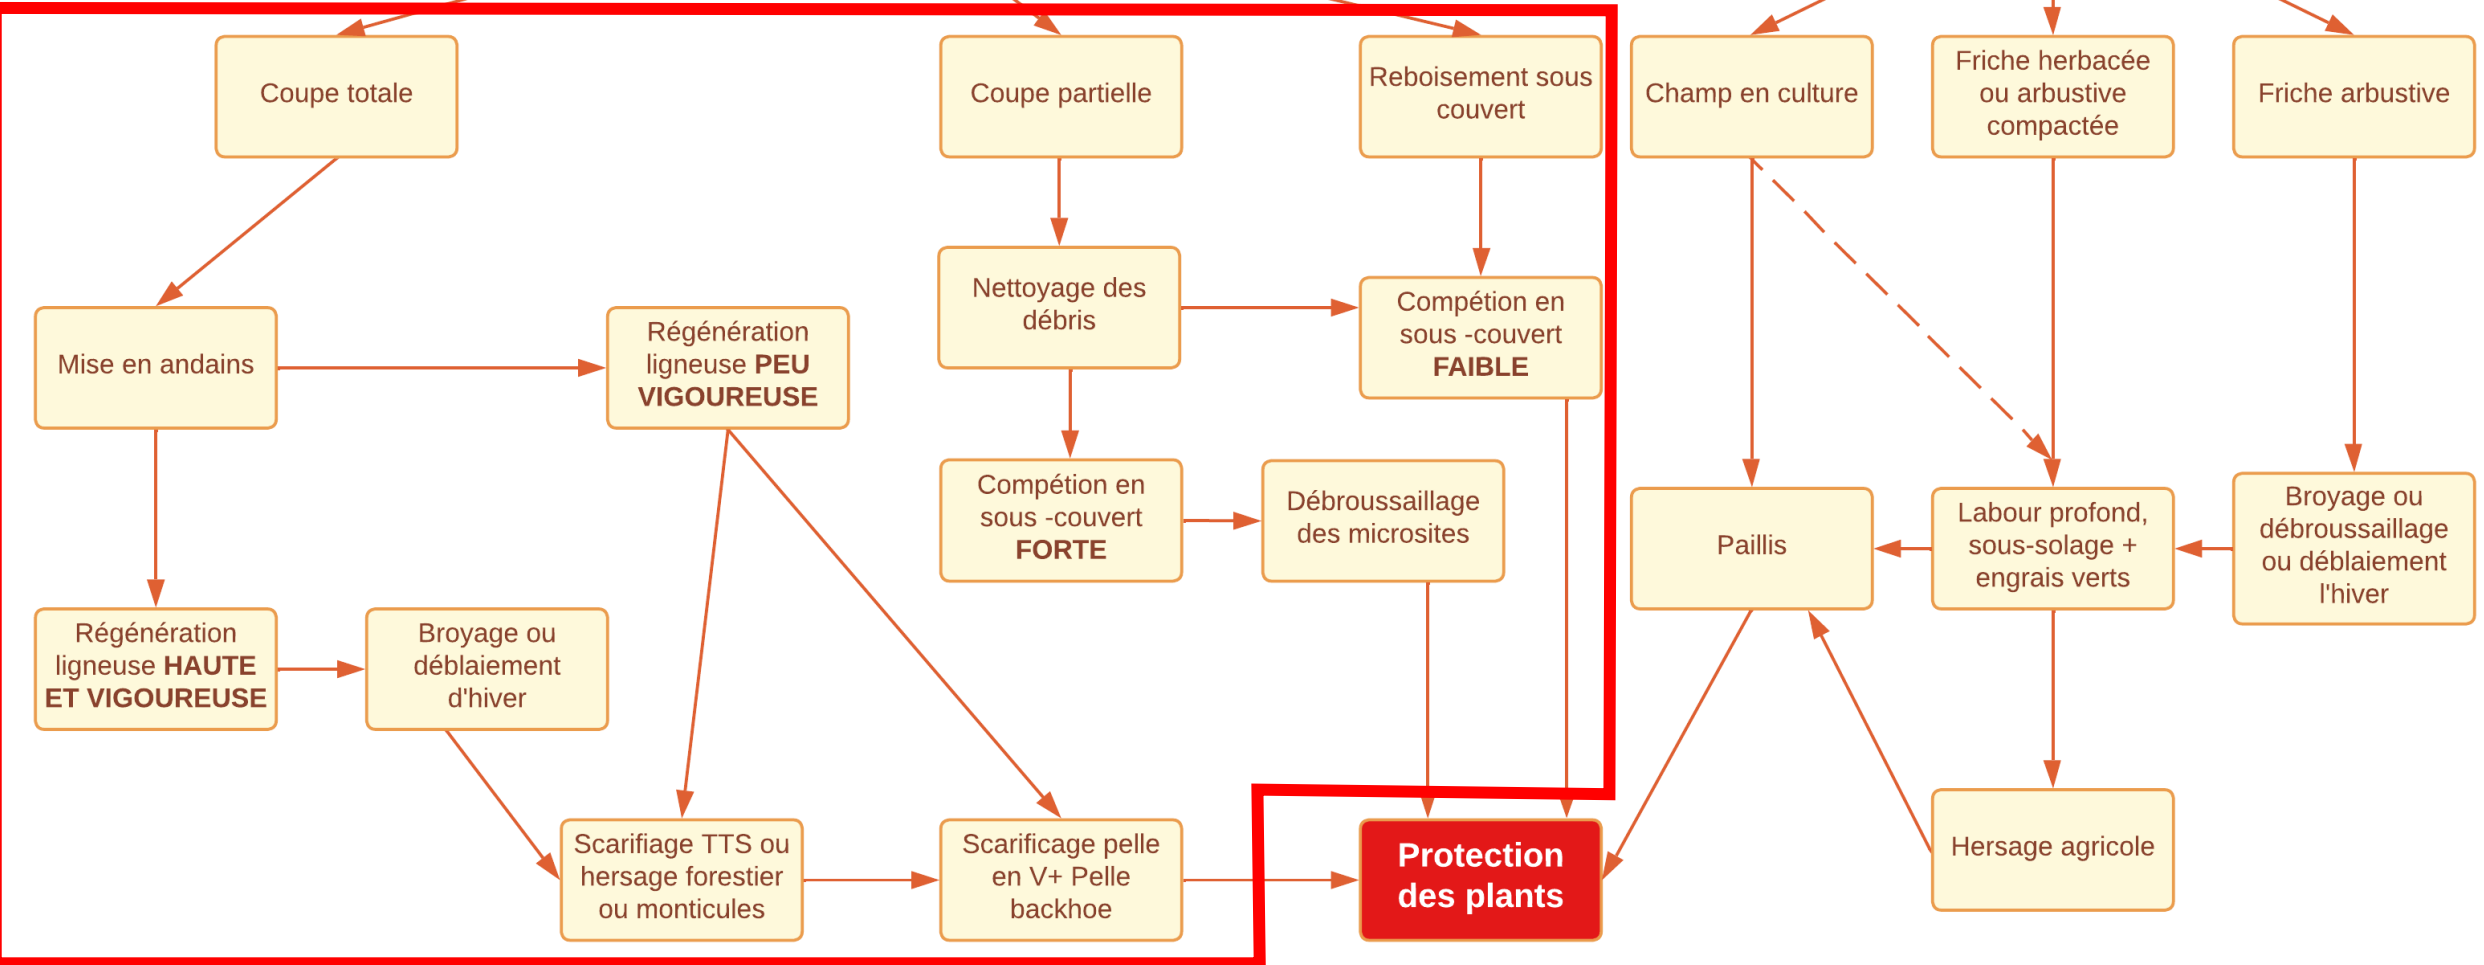 Coupe totale
Coupe partielle
Reboisement sous
couvert
Champ en culture
Friche herbacée
ou arbustive
compactée
Friche arbustive
Mise en andains
Régénération
ligneuse PEU
VIGOUREUSE
Nettoyage des
débris
Compétion en
sous -couvert
FAIBLE
Compétion en
sous -couvert
FORTE
Débroussaillage
des microsites
Paillis
Labour profond,
sous-solage +
engrais verts
Broyage ou
débroussaillage
ou déblaiement
l'hiver
Régénération
ligneuse HAUTE
ET VIGOUREUSE
Broyage ou
déblaiement
d'hiver
Scarifiage TTS ou
hersage forestier
ou monticules
Scarificage pelle
en V+ Pelle
backhoe
Protection
des plants
Hersage agricole